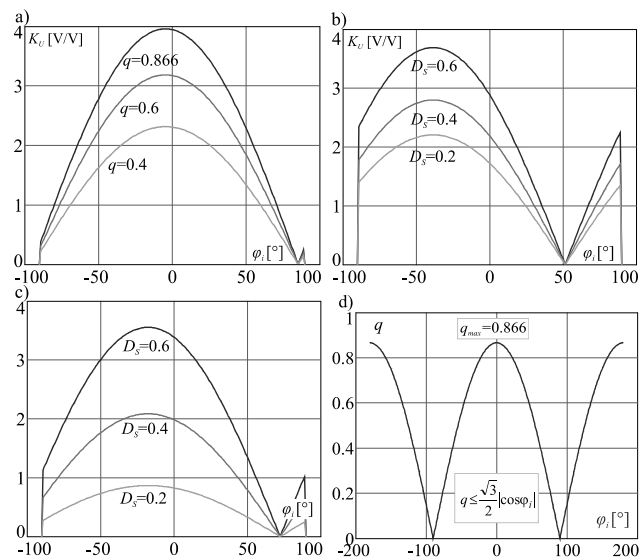 a)
K_U [V/V]
4
3
2
1
0
q=0.866
q=0.6
q=0.4
φ_i [°]
-100
-50
0
50
100
b)
K_U [V/V]
4
3
2
1
0
D_S=0.6
D_S=0.4
D_S=0.2
φ_i [°]
-100
-50
0
50
100
c)
4
3
2
1
0
D_S=0.6
D_S=0.4
D_S=0.2
φ_i [°]
-100
-50
0
50
100
d)
1
0.8
0.6
0.4
0.2
0
q
q_max=0.866
q ≤ √3/2 |cosφ_i|
φ_i [°]
-200
-100
0
100
200